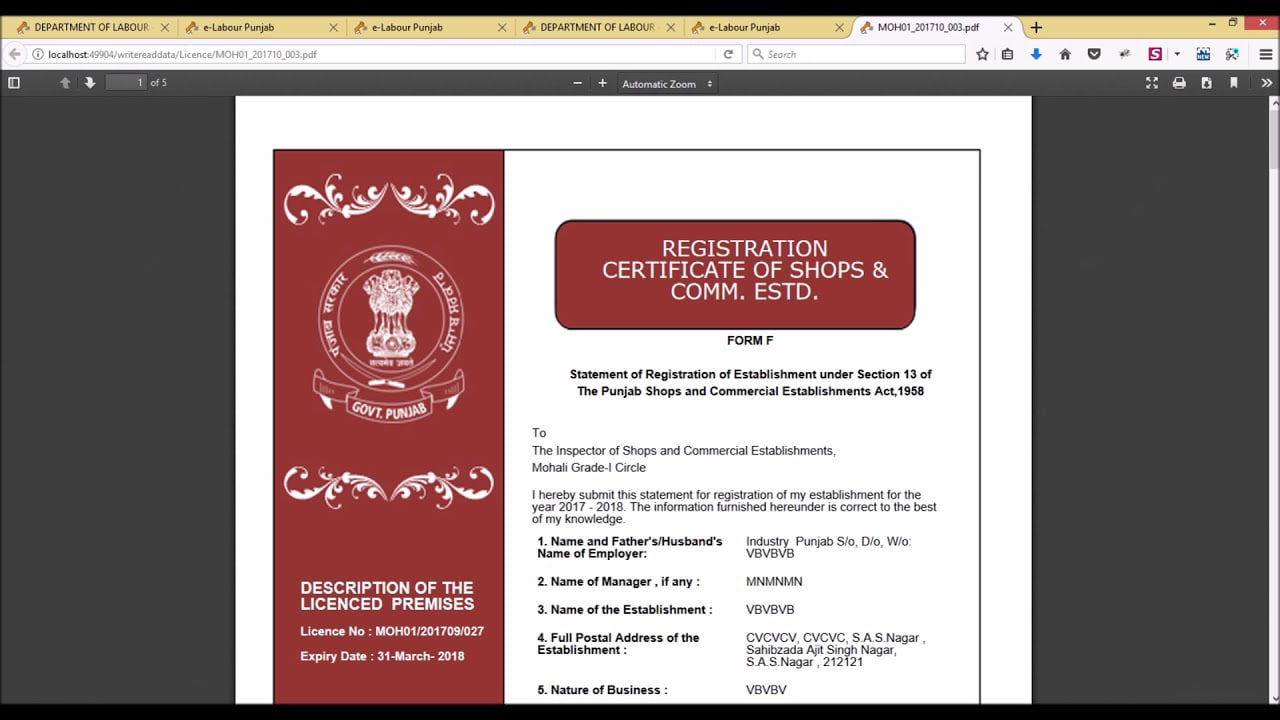 DEPARTMENT OF LABOUR
e-Labour Punjab
e-Labour Punjab
DEPARTMENT OF LABOUR
e-Labour Punjab
MOH01_201710_003.pdf
localhost:49904/writereaddata/Licence/MOH01_201710_003.pdf
Search
S
NEW
1 of 5
Automatic Zoom
पंजाब सरकार
सत्यमेव जयते
GOVT. PUNJAB
DESCRIPTION OF THE
LICENCED PREMISES
Licence No : MOH01/201709/027
Expiry Date : 31-March- 2018
REGISTRATION
CERTIFICATE OF SHOPS &
COMM. ESTD.
FORM F
Statement of Registration of Establishment under Section 13 of
The Punjab Shops and Commercial Establishments Act,1958
To
The Inspector of Shops and Commercial Establishments,
Mohali Grade-I Circle
I hereby submit this statement for registration of my establishment for the
year 2017 - 2018. The information furnished hereunder is correct to the best
of my knowledge.
1. Name and Father's/Husband's Industry Punjab S/o, D/o, W/o:
Name of Employer: VBVBVB
2. Name of Manager , if any : MNMNMN
3. Name of the Establishment : VBVBVB
4. Full Postal Address of the CVCVCV, CVCVC, S.A.S.Nagar ,
Establishment : Sahibzada Ajit Singh Nagar,
S.A.S.Nagar , 212121
5. Nature of Business : VBVBV